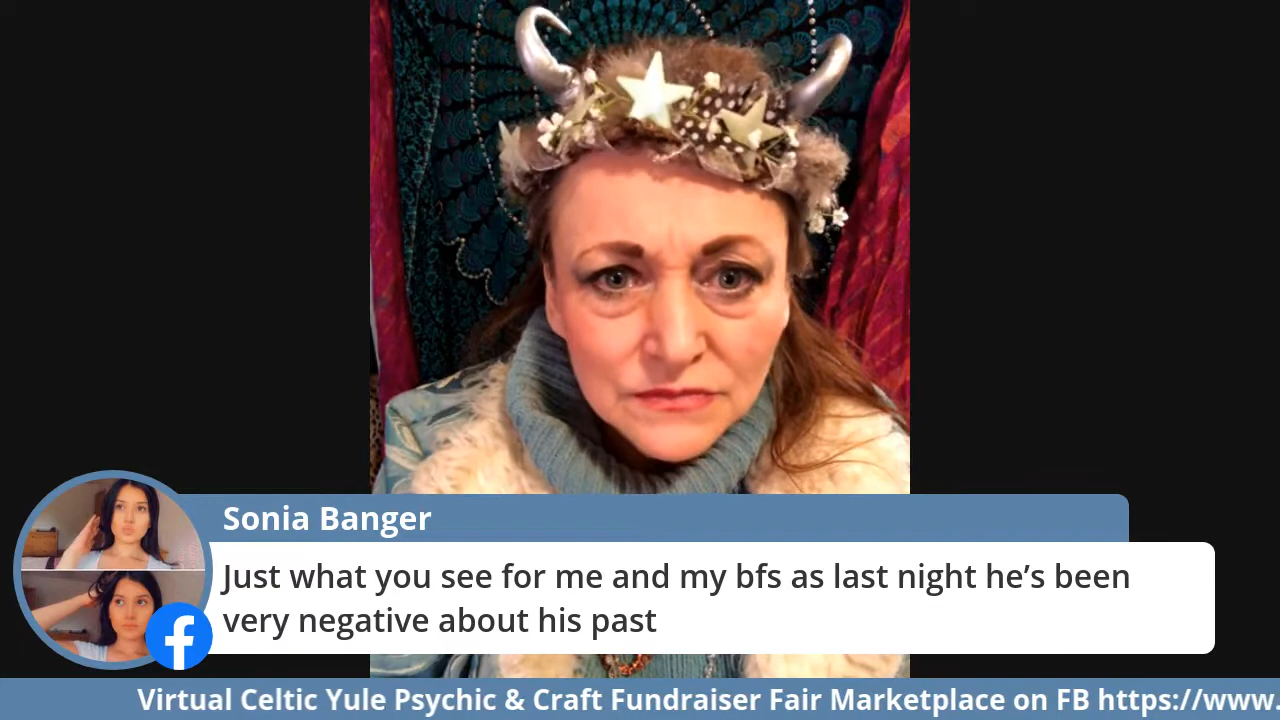 Sonia Banger
Just what you see for me and my bfs as last night he’s been
very negative about his past
Virtual Celtic Yule Psychic & Craft Fundraiser Fair Marketplace on FB https://www.